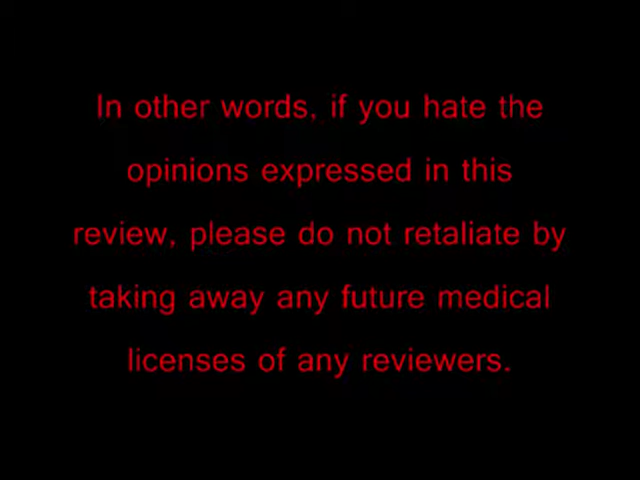 In other words, if you hate the
opinions expressed in this
review, please do not retaliate by
taking away any future medical
licenses of any reviewers.